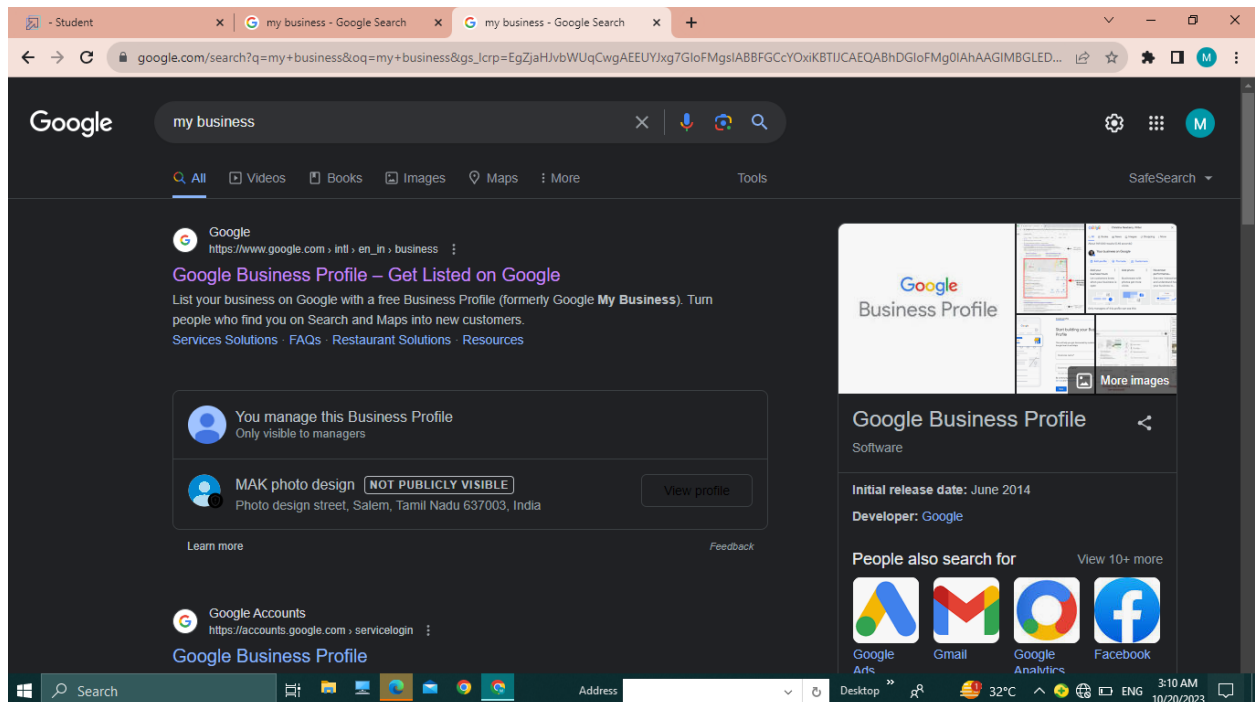 - Student
my business - Google Search
my business - Google Search
google.com/search?q=my+business&oq=my+business&gs_lcrp=EgZjaHJvbWUqCwgAEEUYJxg7GIoFMgsIABBFGCcYOxiKBTIJCAEQABhDGIoFMg0IAhAAGIMBGLED...
M
Google
my business
M
All
Videos
Books
Images
Maps
More
Tools
SafeSearch
Google
https://www.google.com › intl › en_in › business
Google Business Profile – Get Listed on Google
List your business on Google with a free Business Profile (formerly Google My Business). Turn
people who find you on Search and Maps into new customers.
Services Solutions · FAQs · Restaurant Solutions · Resources
You manage this Business Profile
Only visible to managers
MAK photo design NOT PUBLICLY VISIBLE
Photo design street, Salem, Tamil Nadu 637003, India
View profile
Learn more
Feedback
Google Accounts
https://accounts.google.com › servicelogin
Google Business Profile
Google
Business Profile
More images
Google Business Profile
Software
Initial release date: June 2014
Developer: Google
People also search for
View 10+ more
Google
Ads
Gmail
Google
Analytics
Facebook
Search
Address
Desktop
32°C
ENG
3:10 AM
10/20/2023